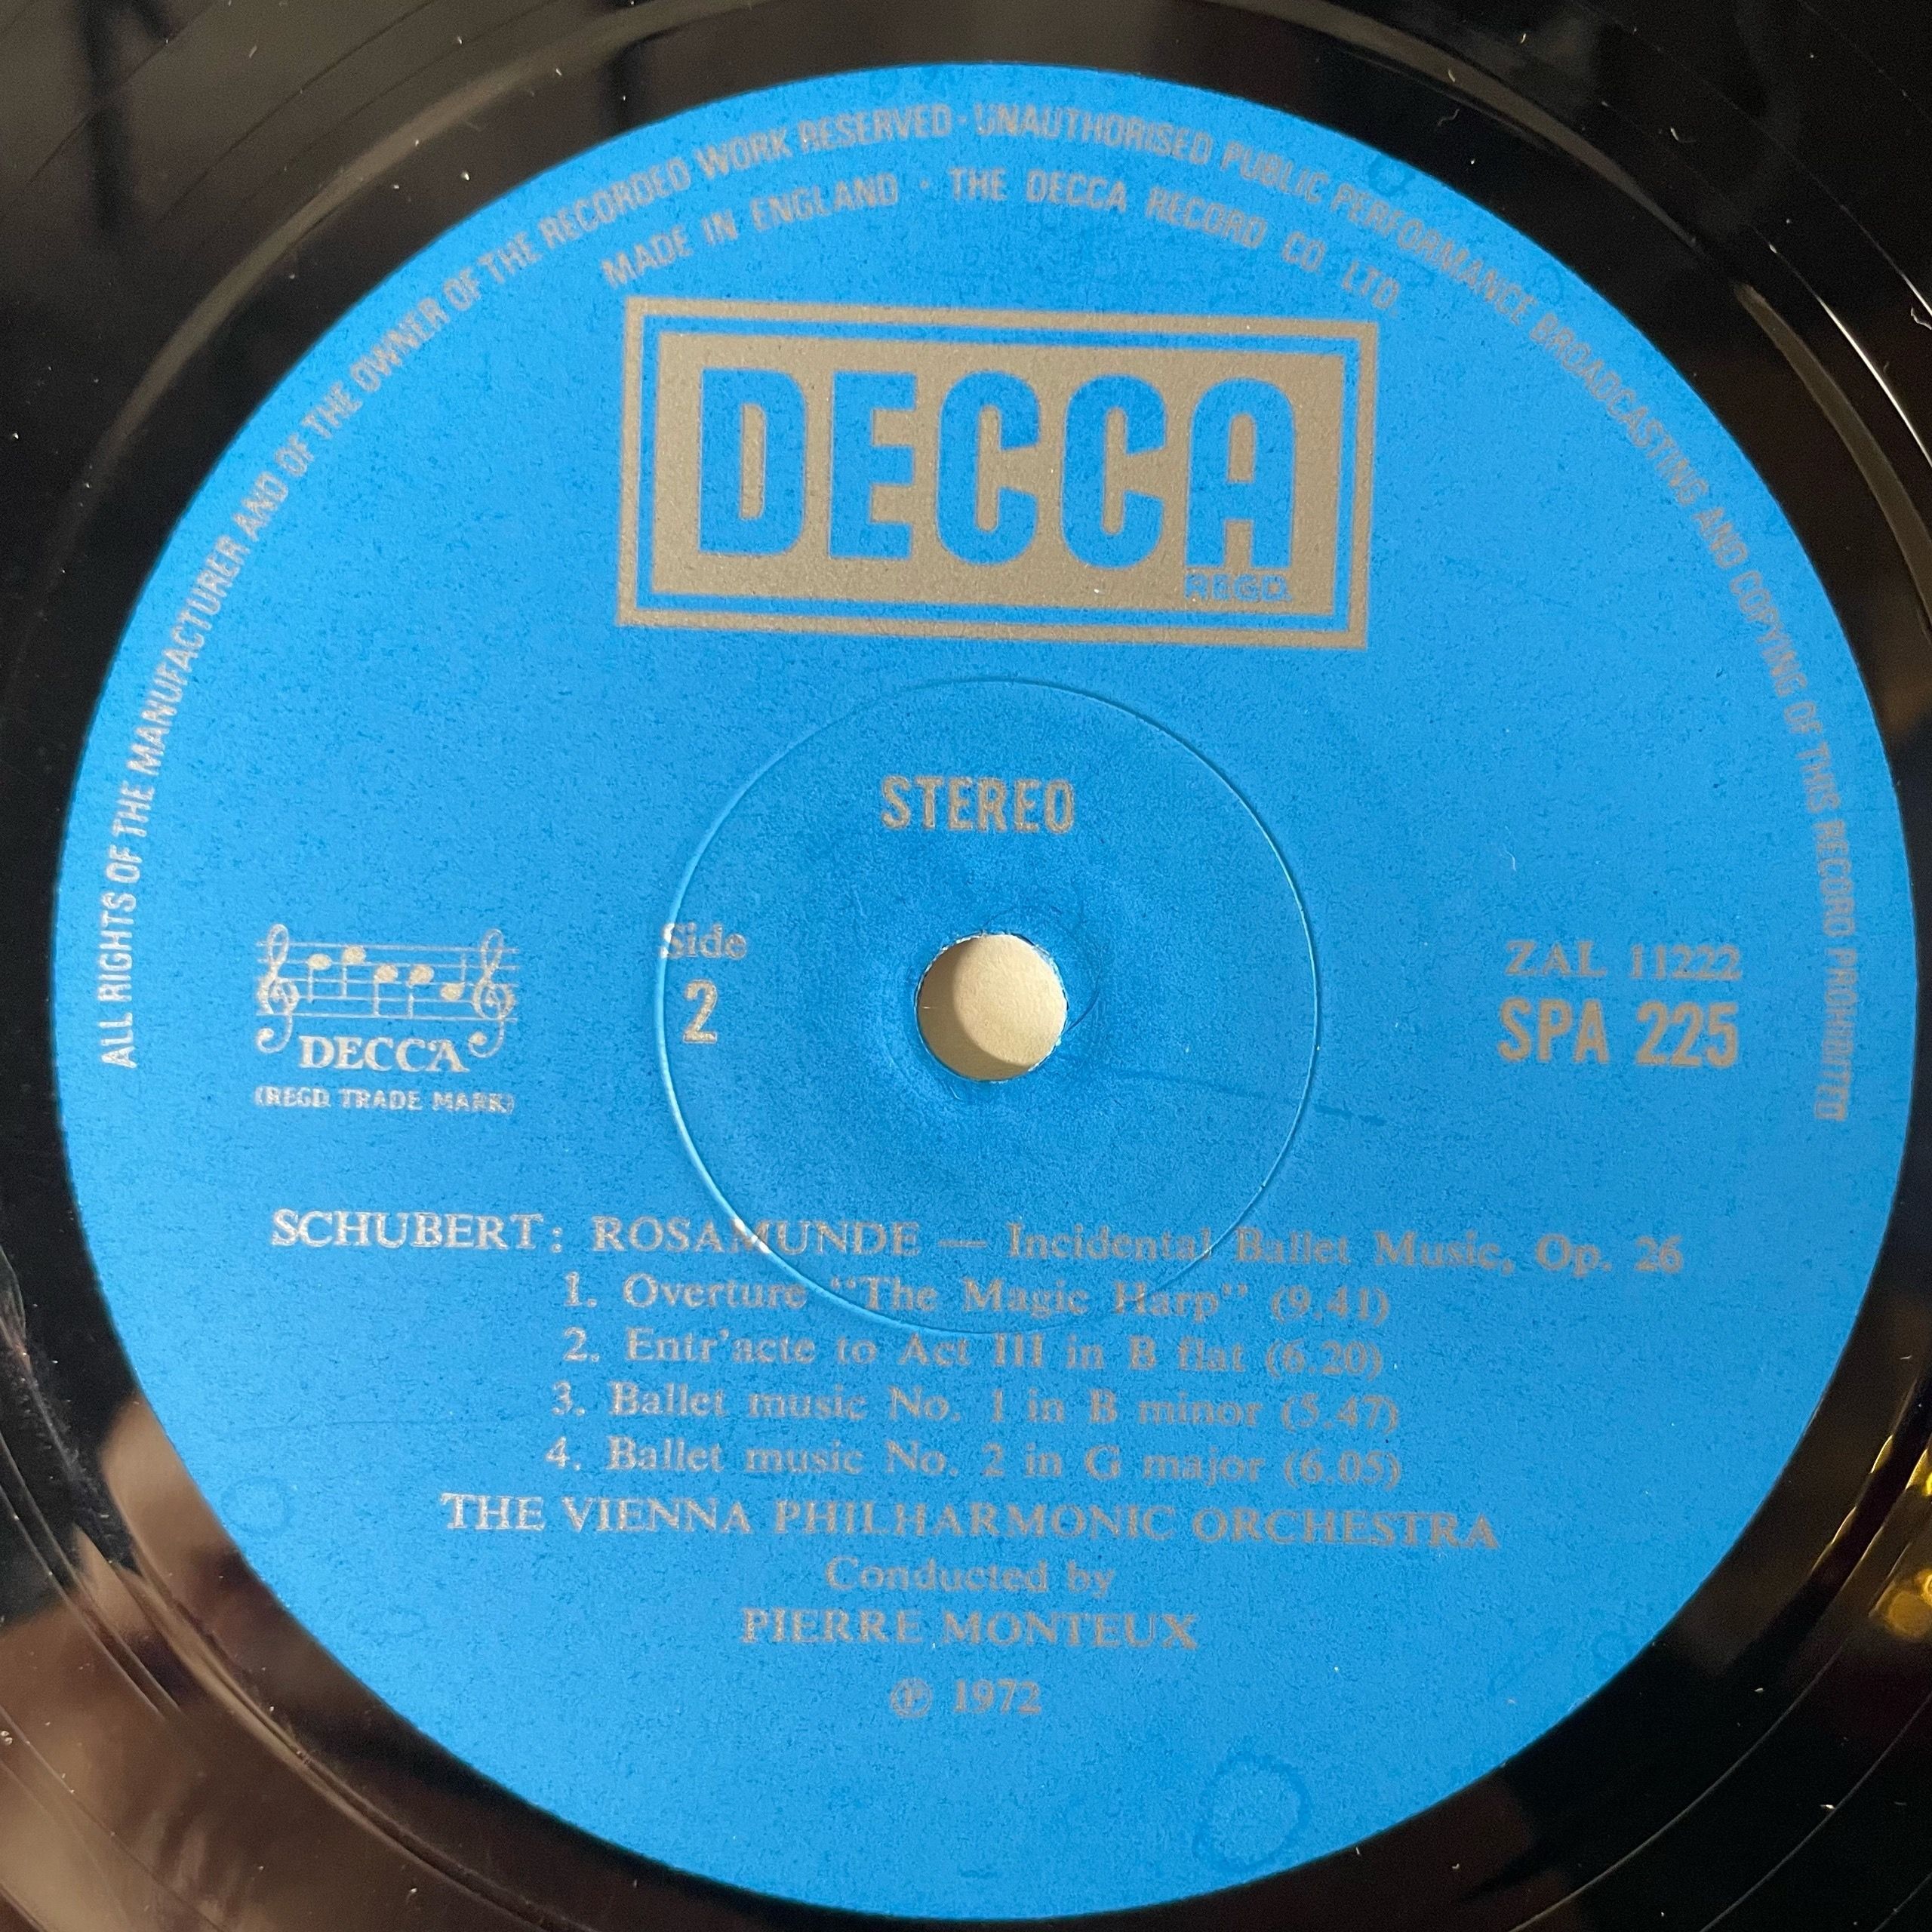 ALL RIGHTS OF THE MANUFACTURER AND OF THE OWNER OF THE RECORDED WORK RESERVED · UNAUTHORISED PUBLIC PERFORMANCE BROADCASTING AND COPYING OF THIS RECORD PROHIBITED
MADE IN ENGLAND · THE DECCA RECORD CO. LTD.
DECCA
REGD.
STEREO
Side
2
DECCA
(REGD. TRADE MARK)
ZAL 11222
SPA 225
SCHUBERT: ROSAMUNDE — Incidental Ballet Music, Op. 26
1. Overture "The Magic Harp" (9.41)
2. Entr'acte to Act III in B flat (6.20)
3. Ballet music No. 1 in B minor (5.47)
4. Ballet music No. 2 in G major (6.05)
THE VIENNA PHILHARMONIC ORCHESTRA
Conducted by
PIERRE MONTEUX
℗ 1972